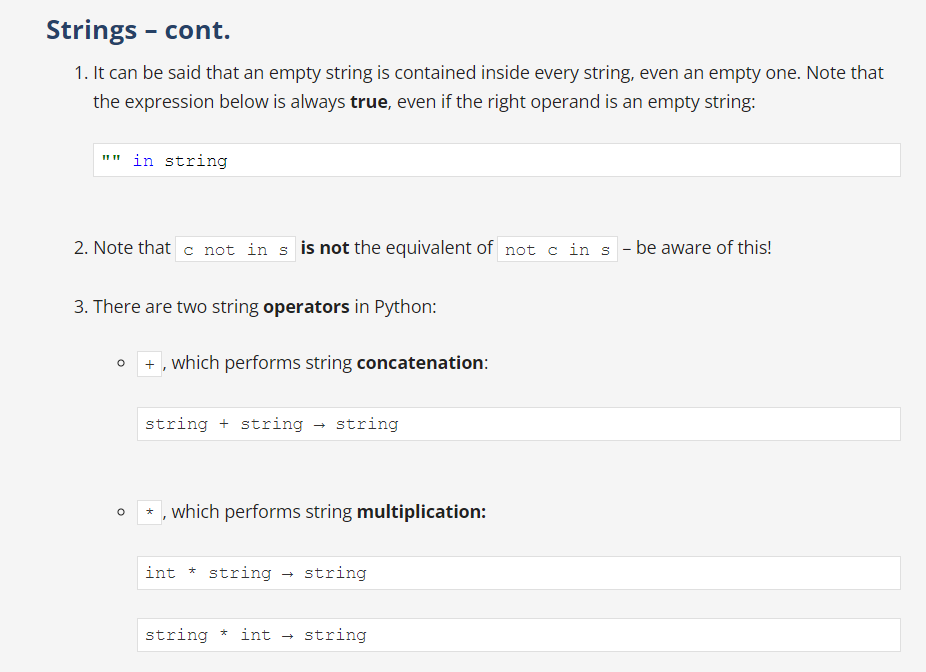 Strings – cont.
1. It can be said that an empty string is contained inside every string, even an empty one. Note that
the expression below is always true, even if the right operand is an empty string:
"" in string
2. Note that c not in s is not the equivalent of not c in s – be aware of this!
3. There are two string operators in Python:
+ , which performs string concatenation:
string + string → string
* , which performs string multiplication:
int * string → string
string * int → string